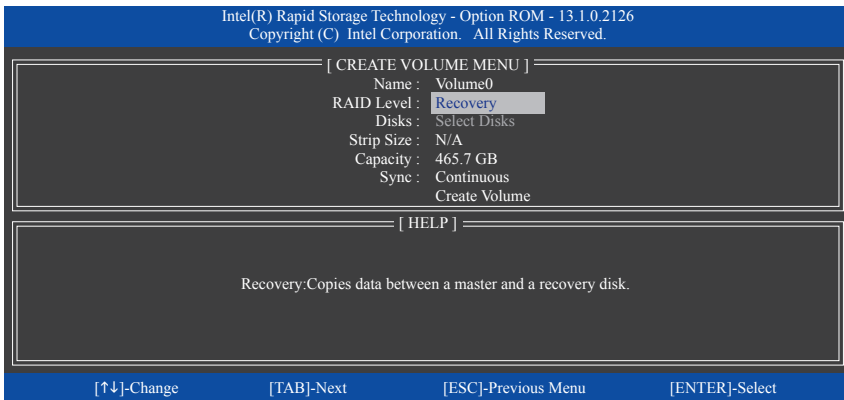 Intel(R) Rapid Storage Technology - Option ROM - 13.1.0.2126
Copyright (C) Intel Corporation. All Rights Reserved.
[ CREATE VOLUME MENU ]
Name : Volume0
RAID Level : Recovery
Disks : Select Disks
Strip Size : N/A
Capacity : 465.7 GB
Sync : Continuous
Create Volume
[ HELP ]
Recovery:Copies data between a master and a recovery disk.
[↑↓]-Change [TAB]-Next [ESC]-Previous Menu [ENTER]-Select